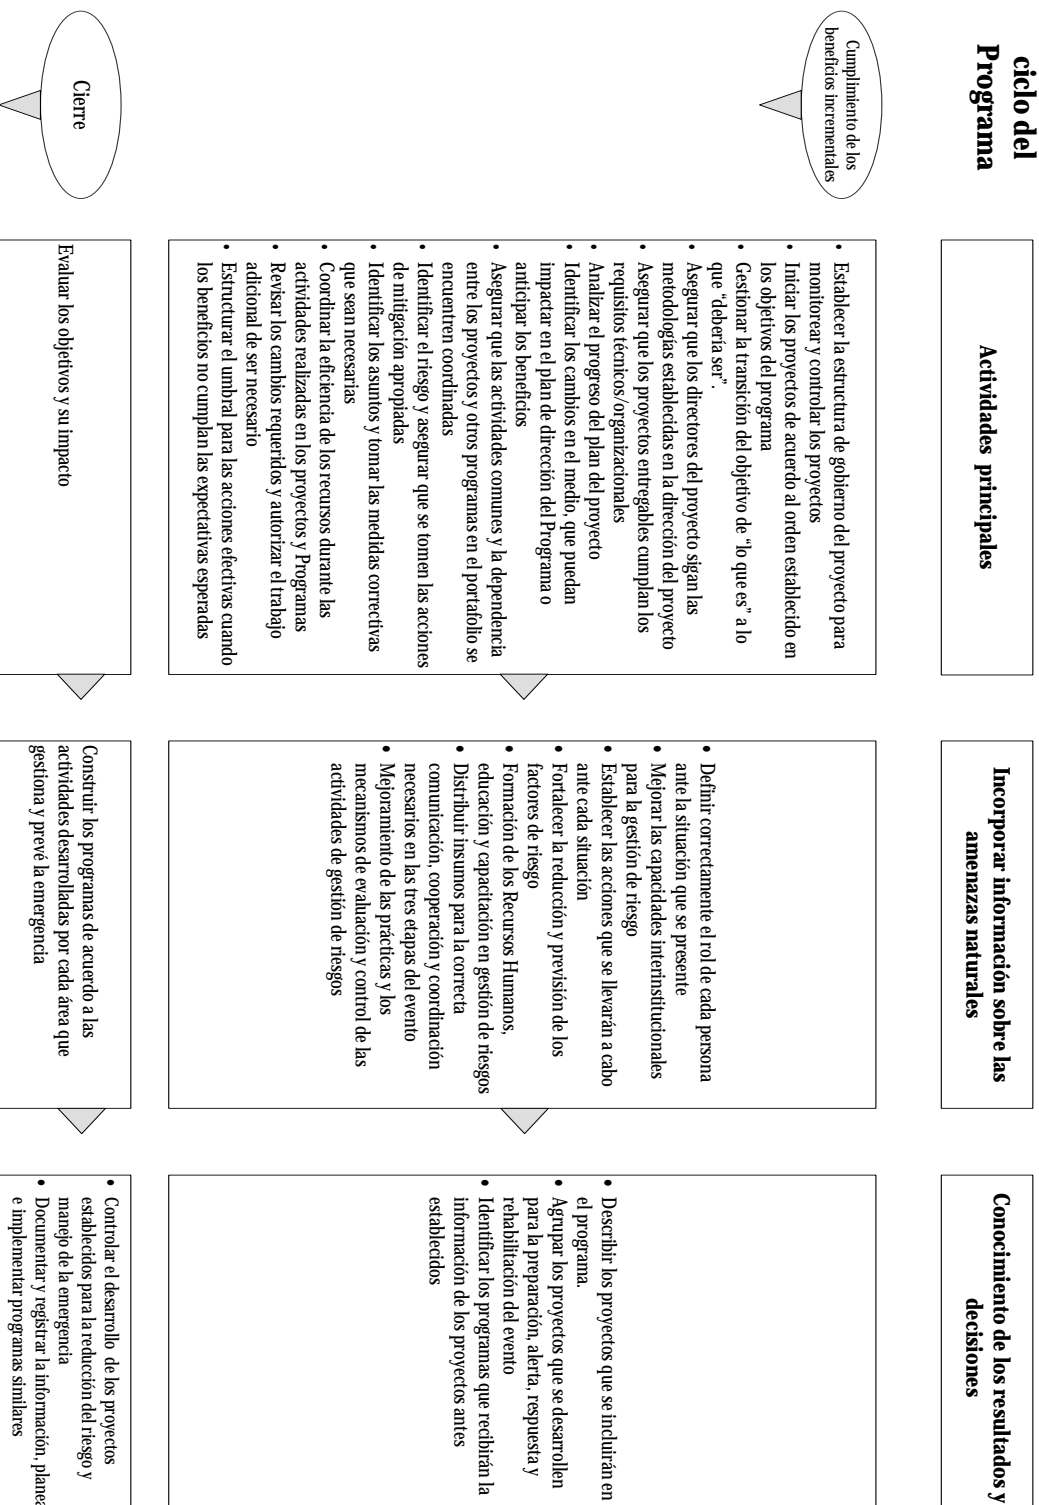 ciclo del
Programa
Actividades principales
Incorporar información sobre las
amenazas naturales
Conocimiento de los resultados y
decisiones
Cumplimiento de los
beneficios incrementales
• Establecer la estructura de gobierno del proyecto para
monitorear y controlar los proyectos
• Iniciar los proyectos de acuerdo al orden establecido en
los objetivos del programa
• Gestionar la transición del objetivo de “lo que es” a lo
que “debería ser”.
• Asegurar que los directores del proyecto sigan las
metodologías establecidas en la dirección del proyecto
• Asegurar que los proyectos entregables cumplan los
requisitos técnicos/organizacionales
• Analizar el progreso del plan del proyecto
• Identificar los cambios en el medio, que puedan
impactar en el plan de dirección del Programa o
anticipar los beneficios
• Asegurar que las actividades comunes y la dependencia
entre los proyectos y otros programas en el portafolio se
encuentren coordinadas
• Identificar el riesgo y asegurar que se tomen las acciones
de mitigación apropiadas
• Identificar los asuntos y tomar las medidas correctivas
que sean necesarias
• Coordinar la eficiencia de los recursos durante las
actividades realizadas en los proyectos y Programas
• Revisar los cambios requeridos y autorizar el trabajo
adicional de ser necesario
• Estructurar el umbral para las acciones efectivas cuando
los beneficios no cumplan las expectativas esperadas
• Definir correctamente el rol de cada persona
ante la situación que se presente
• Mejorar las capacidades interinstitucionales
para la gestión de riesgo
• Establecer las acciones que se llevarán a cabo
ante cada situación
• Fortalecer la reducción y previsión de los
factores de riesgo
• Formación de los Recursos Humanos,
educación y capacitación en gestión de riesgos
• Distribuir insumos para la correcta
comunicación, cooperación y coordinación
necesarios en las tres etapas del evento
• Mejoramiento de las prácticas y los
mecanismos de evaluación y control de las
actividades de gestión de riesgos
• Describir los proyectos que se incluirán en
el programa.
• Agrupar los proyectos que se desarrollen
para la preparación, alerta, respuesta y
rehabilitación del evento
• Identificar los programas que recibirán la
información de los proyectos antes
establecidos
Cierre
Evaluar los objetivos y su impacto
Construir los programas de acuerdo a las
actividades desarrolladas por cada área que
gestiona y prevé la emergencia
• Controlar el desarrollo de los proyectos
establecidos para la reducción del riesgo y
manejo de la emergencia
• Documentar y registrar la información, planea
e implementar programas similares